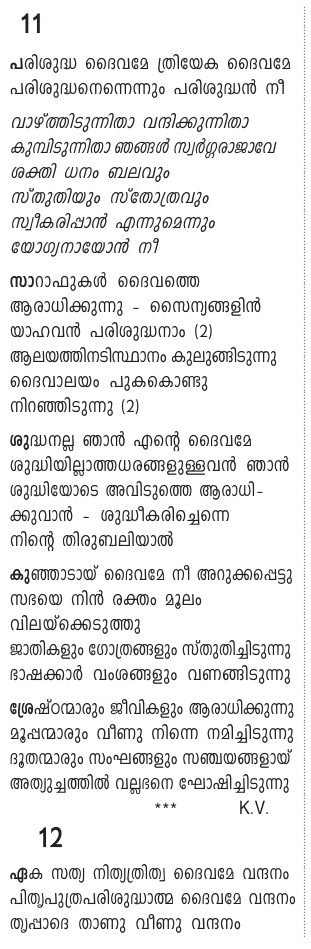 11
പരിശുദ്ധ ദൈവമേ ത്രിയേക ദൈവമേ
പരിശുദ്ധനെന്നെന്നും പരിശുദ്ധൻ നീ
വാഴ്ത്തിടുന്നിതാ വന്ദിക്കുന്നിതാ
കുമ്പിടുന്നിതാ ഞങ്ങൾ സ്വർഗ്ഗരാജാവേ
ശക്തി ധനം ബലവും
സ്തുതിയും സ്തോത്രവും
സ്വീകരിപ്പാൻ എന്നുമെന്നും
യോഗ്യനായോൻ നീ
സാറാഫുകൾ ദൈവത്തെ
ആരാധിക്കുന്നു - സൈന്യങ്ങളിൻ
യാഹവൻ പരിശുദ്ധനാം (2)
ആലയത്തിനടിസ്ഥാനം കുലുങ്ങിടുന്നു
ദൈവാലയം പുകകൊണ്ടു
നിറഞ്ഞിടുന്നു (2)
ശുദ്ധനല്ല ഞാൻ എന്റെ ദൈവമേ
ശുദ്ധിയില്ലാത്തധരങ്ങളുള്ളവൻ ഞാൻ
ശുദ്ധിയോടെ അവിടുത്തെ ആരാധി-
ക്കുവാൻ - ശുദ്ധീകരിച്ചെന്നെ
നിന്റെ തിരുബലിയാൽ
കുഞ്ഞാടായ് ദൈവമേ നീ അറുക്കപ്പെട്ടു
സഭയെ നിൻ രക്തം മൂലം
വിലയ്ക്കെടുത്തു
ജാതികളും ഗോത്രങ്ങളും സ്തുതിച്ചിടുന്നു
ഭാഷക്കാർ വംശങ്ങളും വണങ്ങിടുന്നു
ശ്രേഷ്ഠന്മാരും ജീവികളും ആരാധിക്കുന്നു
മൂപ്പന്മാരും വീണു നിന്നെ നമിച്ചിടുന്നു
ദൂതന്മാരും സംഘങ്ങളും സഞ്ചയങ്ങളായ്
അത്യുച്ചത്തിൽ വല്ലഭനെ ഘോഷിച്ചിടുന്നു
*** K.V.
12
ഏക സത്യ നിത്യത്രിത്വ ദൈവമേ വന്ദനം
പിതൃപുത്രപരിശുദ്ധാത്മ ദൈവമേ വന്ദനം
തൃപ്പാദെ താണു വീണു വന്ദനം